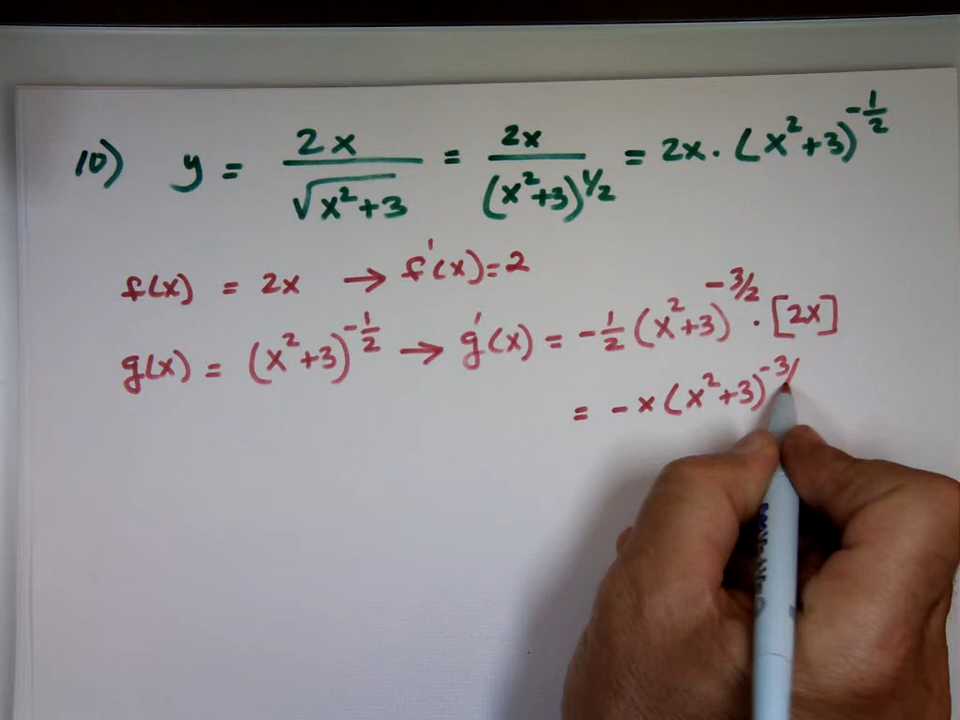 10) y = 2x / √(x²+3) = 2x / (x²+3)^1/2 = 2x · (x²+3)^-1/2
f(x) = 2x → f'(x) = 2
g(x) = (x²+3)^-1/2 → g'(x) = -1/2 (x²+3)^-3/2 · [2x]
= -x (x²+3)^-3/